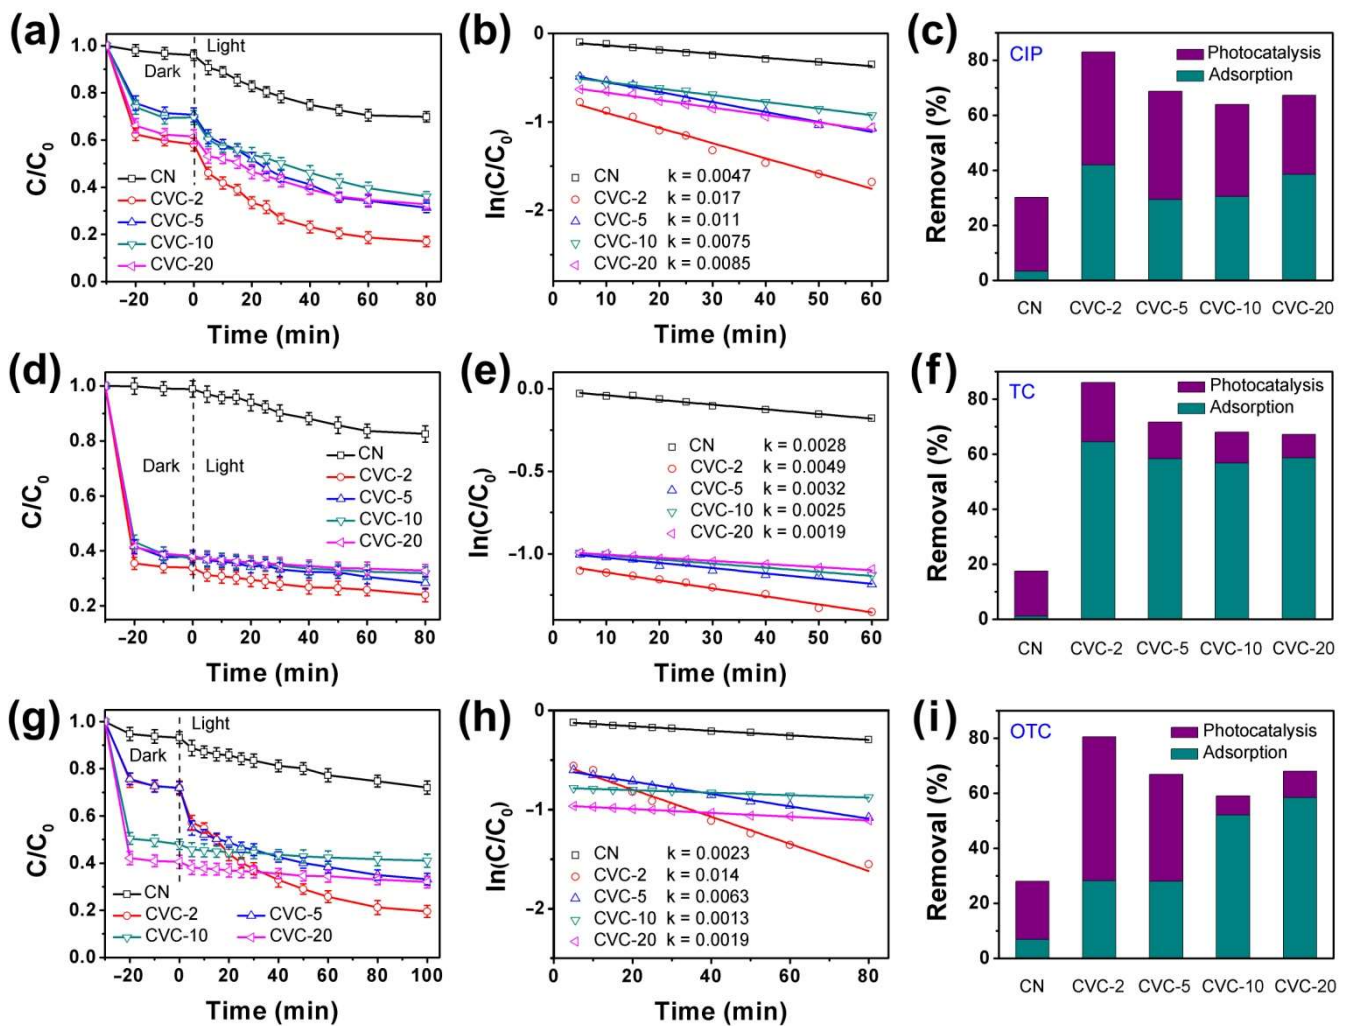 (a)
C/C0
1.0
0.8
0.6
0.4
0.2
0.0
Dark
Light
CN
CVC-2
CVC-5
CVC-10
CVC-20
−20 0 20 40 60 80
Time (min)
(b)
ln(C/C0)
0
−1
−2
CN k = 0.0047
CVC-2 k = 0.017
CVC-5 k = 0.011
CVC-10 k = 0.0075
CVC-20 k = 0.0085
10 20 30 40 50 60
Time (min)
(c)
Removal (%)
80
60
40
20
0
CIP
Photocatalysis
Adsorption
CN CVC-2 CVC-5 CVC-10 CVC-20
(d)
C/C0
1.0
0.8
0.6
0.4
0.2
Dark
Light
CN
CVC-2
CVC-5
CVC-10
CVC-20
−20 0 20 40 60 80
Time (min)
(e)
ln(C/C0)
0.0
−0.5
−1.0
CN k = 0.0028
CVC-2 k = 0.0049
CVC-5 k = 0.0032
CVC-10 k = 0.0025
CVC-20 k = 0.0019
10 20 30 40 50 60
Time (min)
(f)
Removal (%)
80
60
40
20
0
TC
Photocatalysis
Adsorption
CN CVC-2 CVC-5 CVC-10 CVC-20
(g)
C/C0
1.0
0.8
0.6
0.4
0.2
0.0
Dark
Light
CN
CVC-2 CVC-5
CVC-10 CVC-20
−20 0 20 40 60 80 100
Time (min)
(h)
ln(C/C0)
0
−1
−2
CN k = 0.0023
CVC-2 k = 0.014
CVC-5 k = 0.0063
CVC-10 k = 0.0013
CVC-20 k = 0.0019
20 40 60 80
Time (min)
(i)
Removal (%)
80
60
40
20
0
OTC
Photocatalysis
Adsorption
CN CVC-2 CVC-5 CVC-10 CVC-20